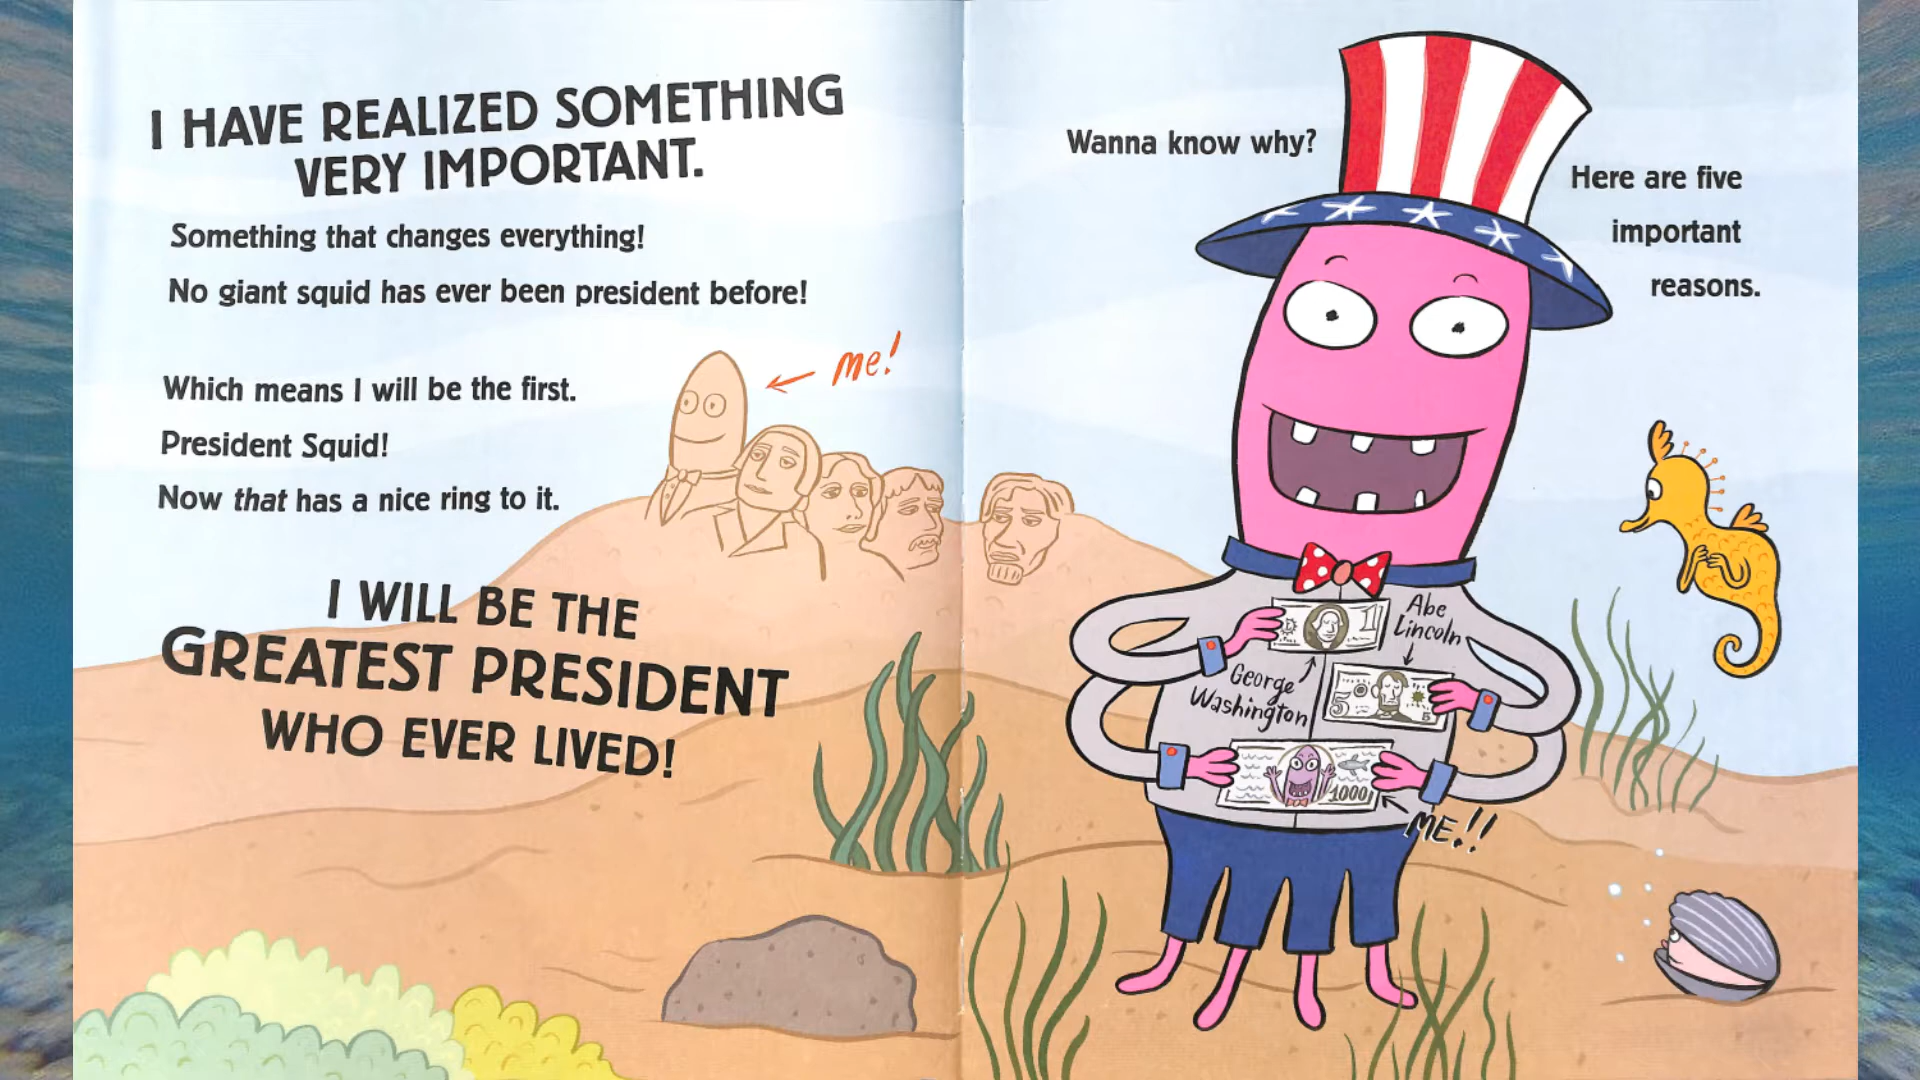 I HAVE REALIZED SOMETHING
VERY IMPORTANT.
Something that changes everything!
No giant squid has ever been president before!
me!
Which means I will be the first.
President Squid!
Now that has a nice ring to it.
I WILL BE THE
GREATEST PRESIDENT
WHO EVER LIVED!
Wanna know why?
Here are five
important
reasons.
1
Abe
Lincoln
George
Washington
5
5
1000
ME!!